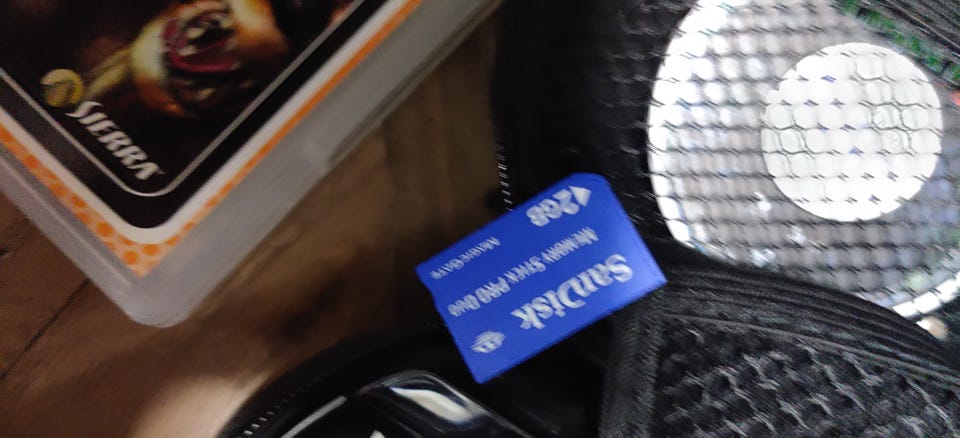 SIERRA
SanDisk
Memory Stick PRO Duo
MagicGate
2GB